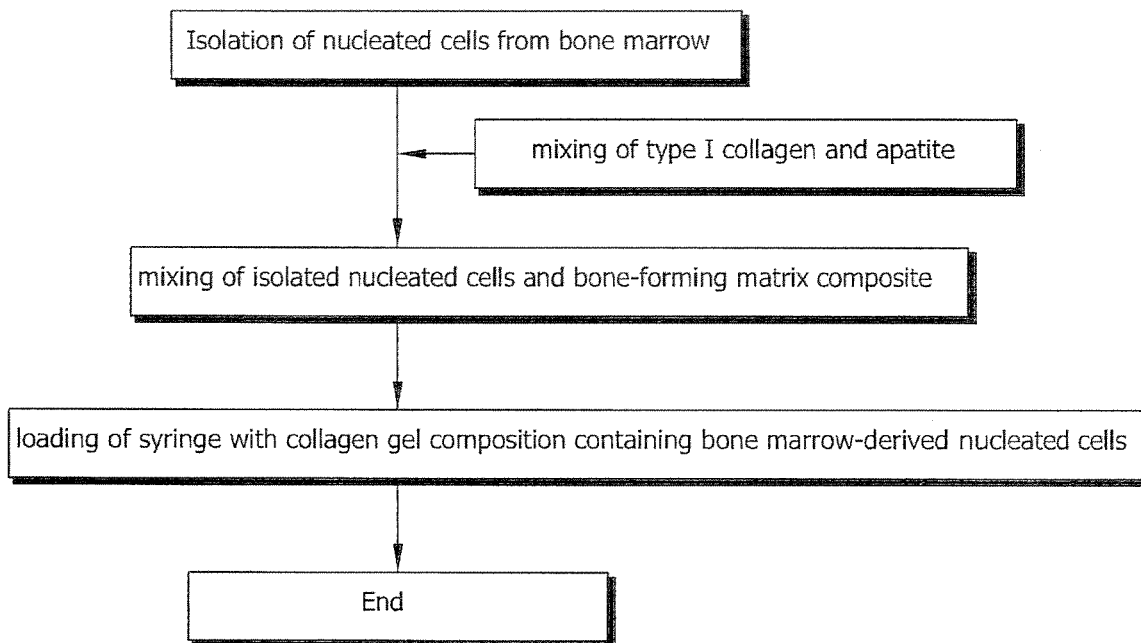 Isolation of nucleated cells from bone marrow
mixing of type I collagen and apatite
mixing of isolated nucleated cells and bone-forming matrix composite
loading of syringe with collagen gel composition containing bone marrow-derived nucleated cells
End